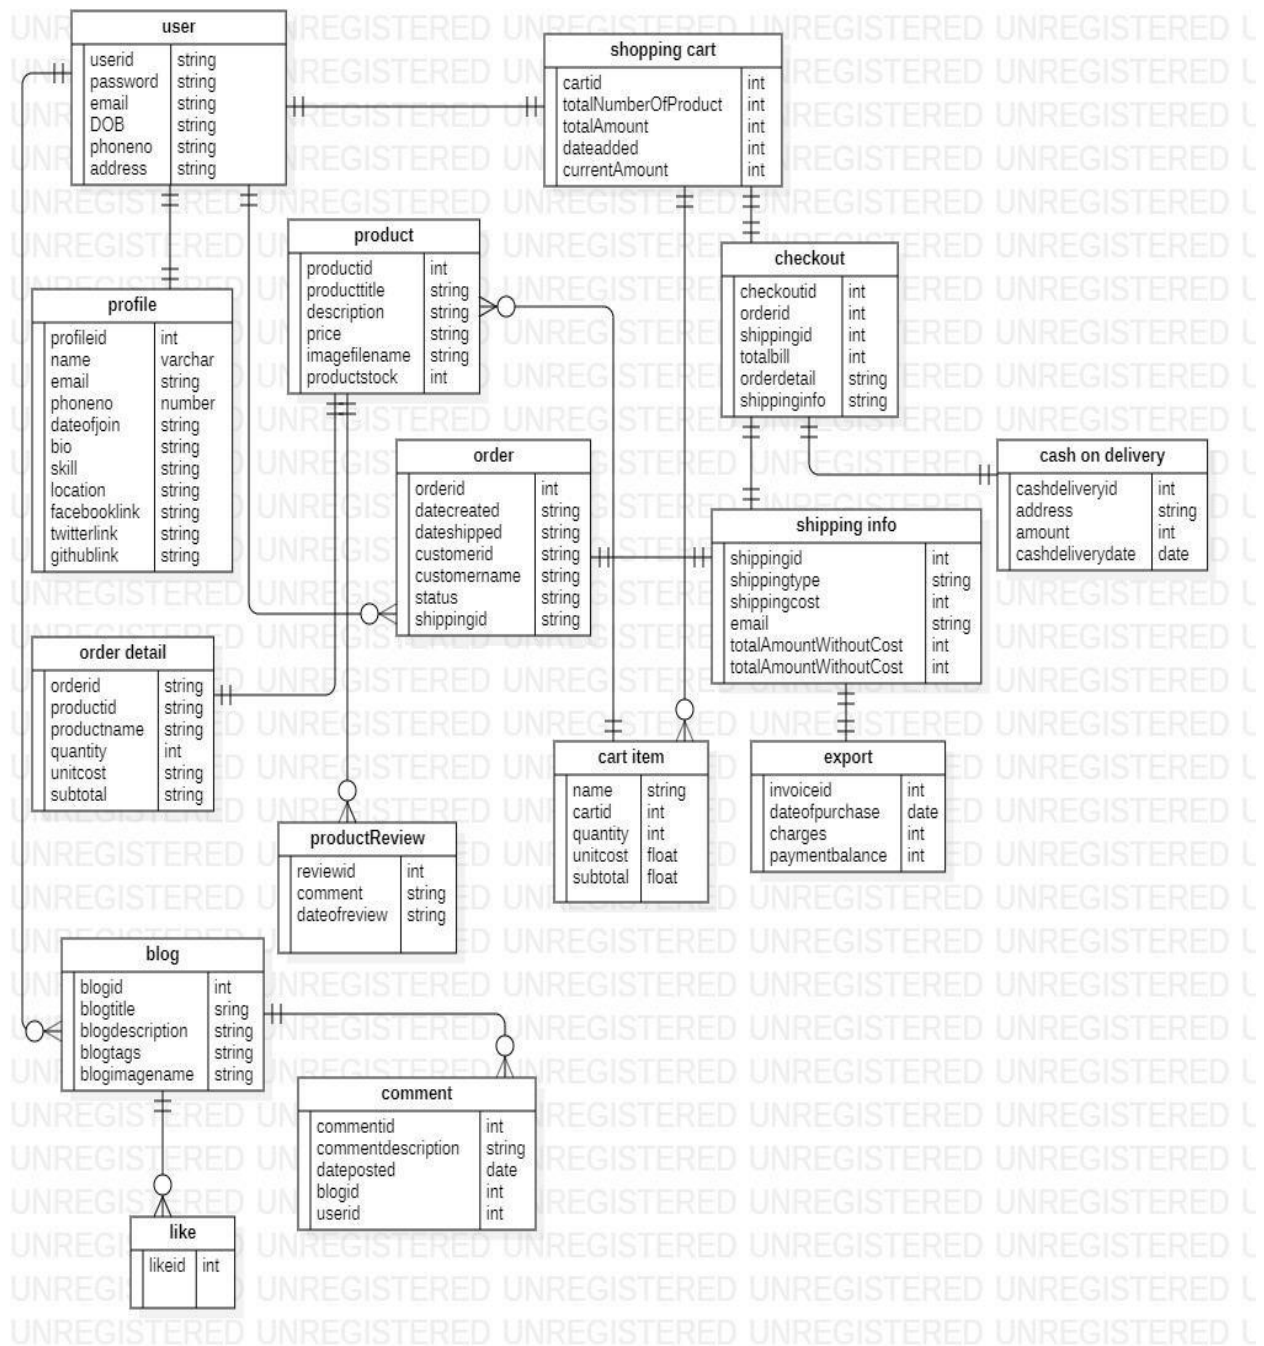 user
userid string
password string
email string
DOB string
phoneno string
address string
shopping cart
cartid int
totalNumberOfProduct int
totalAmount int
dateadded int
currentAmount int
product
productid int
producttitle string
description string
price string
imagefilename string
productstock int
checkout
checkoutid int
orderid int
shippingid int
totalbill int
orderdetail string
shippinginfo string
profile
profileid int
name varchar
email string
phoneno number
dateofjoin string
bio string
skill string
location string
facebooklink string
twitterlink string
githublink string
order
orderid int
datecreated string
dateshipped string
customerid string
customername string
status string
shippingid string
cash on delivery
cashdeliveryid int
address string
amount int
cashdeliverydate date
shipping info
shippingid int
shippingtype string
shippingcost int
email string
totalAmountWithoutCost int
totalAmountWithoutCost int
order detail
orderid string
productid string
productname string
quantity int
unitcost string
subtotal string
cart item
name string
cartid int
quantity int
unitcost float
subtotal float
export
invoiceid int
dateofpurchase date
charges int
paymentbalance int
productReview
reviewid int
comment string
dateofreview string
blog
blogid int
blogtitle sring
blogdescription string
blogtags string
blogimagename string
comment
commentid int
commentdescription string
dateposted date
blogid int
userid int
like
likeid int
UNREGISTERED UNREGISTERED UNREGISTERED UNREGISTERED UNREGISTERED